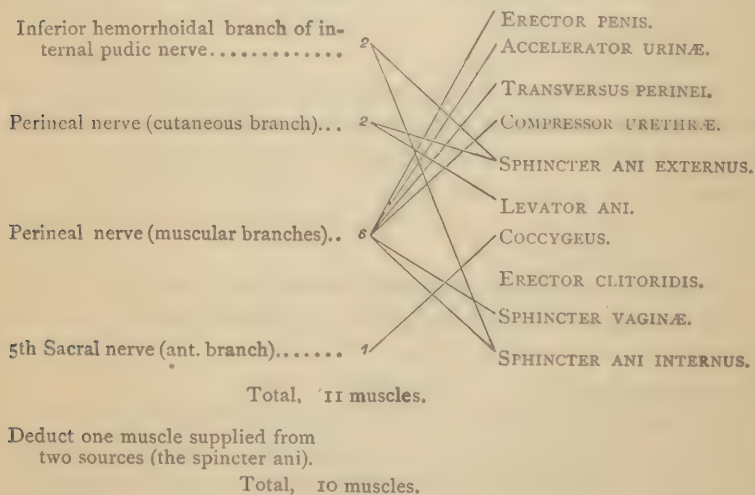 Inferior hemorrhoidal branch of in-
ternal pudic nerve............. 2
Perineal nerve (cutaneous branch)... 2
Perineal nerve (muscular branches).. 6
5th Sacral nerve (ant. branch)....... 1
ERECTOR PENIS.
ACCELERATOR URINÆ.
TRANSVERSUS PERINEI.
COMPRESSOR URETHRÆ.
SPHINCTER ANI EXTERNUS.
LEVATOR ANI.
COCCYGEUS.
ERECTOR CLITORIDIS.
SPHINCTER VAGINÆ.
SPHINCTER ANI INTERNUS.
Total, 11 muscles.
Deduct one muscle supplied from
two sources (the spincter ani).
Total, 10 muscles.